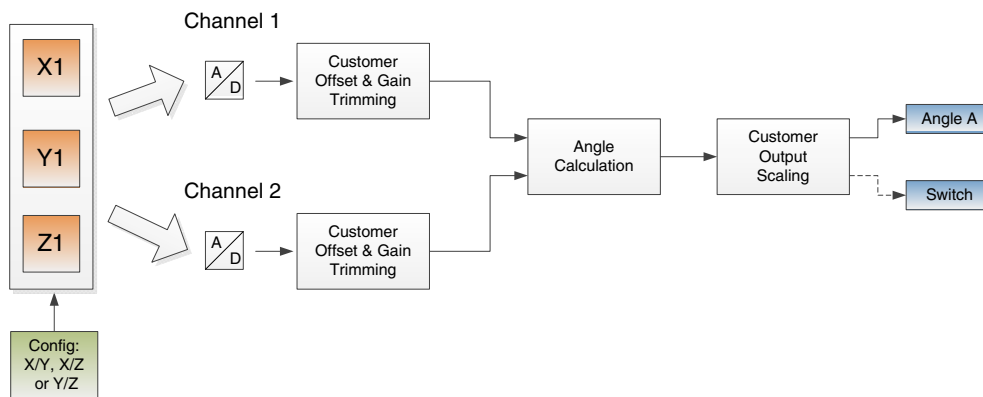 X1
Y1
Z1
Config:
X/Y, X/Z
or Y/Z
Channel 1
A
D
Customer
Offset & Gain
Trimming
Channel 2
A
D
Customer
Offset & Gain
Trimming
Angle
Calculation
Customer
Output
Scaling
Angle A
Switch